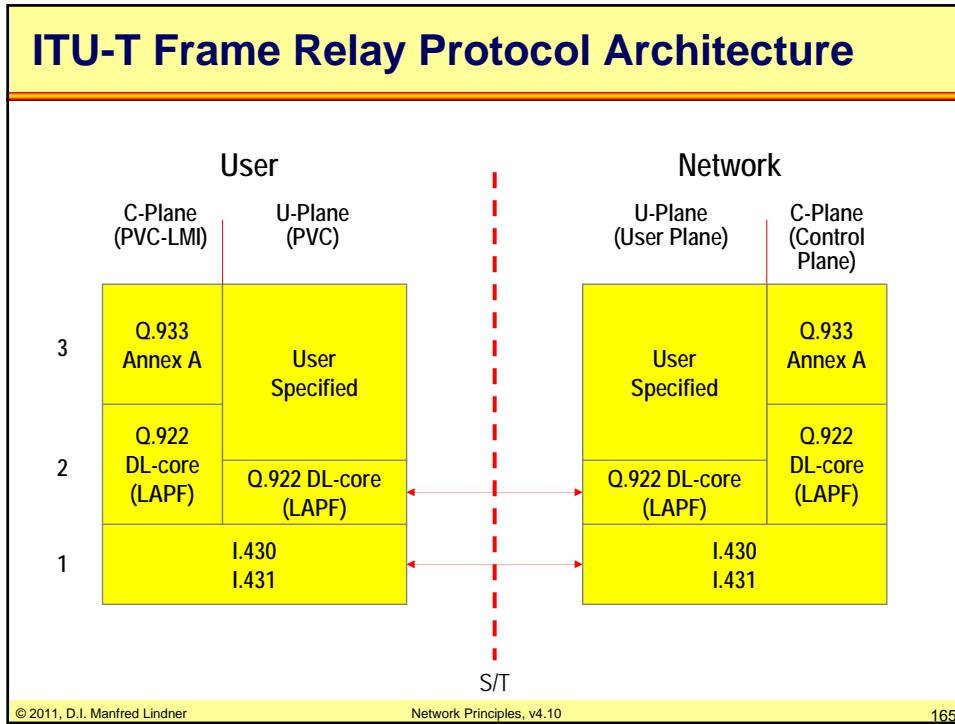 ITU-T Frame Relay Protocol Architecture
User
Network
C-Plane
(PVC-LMI)
U-Plane
(PVC)
U-Plane
(User Plane)
C-Plane
(Control
Plane)
3
Q.933
Annex A
User
Specified
User
Specified
Q.933
Annex A
2
Q.922
DL-core
(LAPF)
Q.922 DL-core
(LAPF)
Q.922 DL-core
(LAPF)
Q.922
DL-core
(LAPF)
1
I.430
I.431
I.430
I.431
S/T
© 2011, D.I. Manfred Lindner
Network Principles, v4.10
165